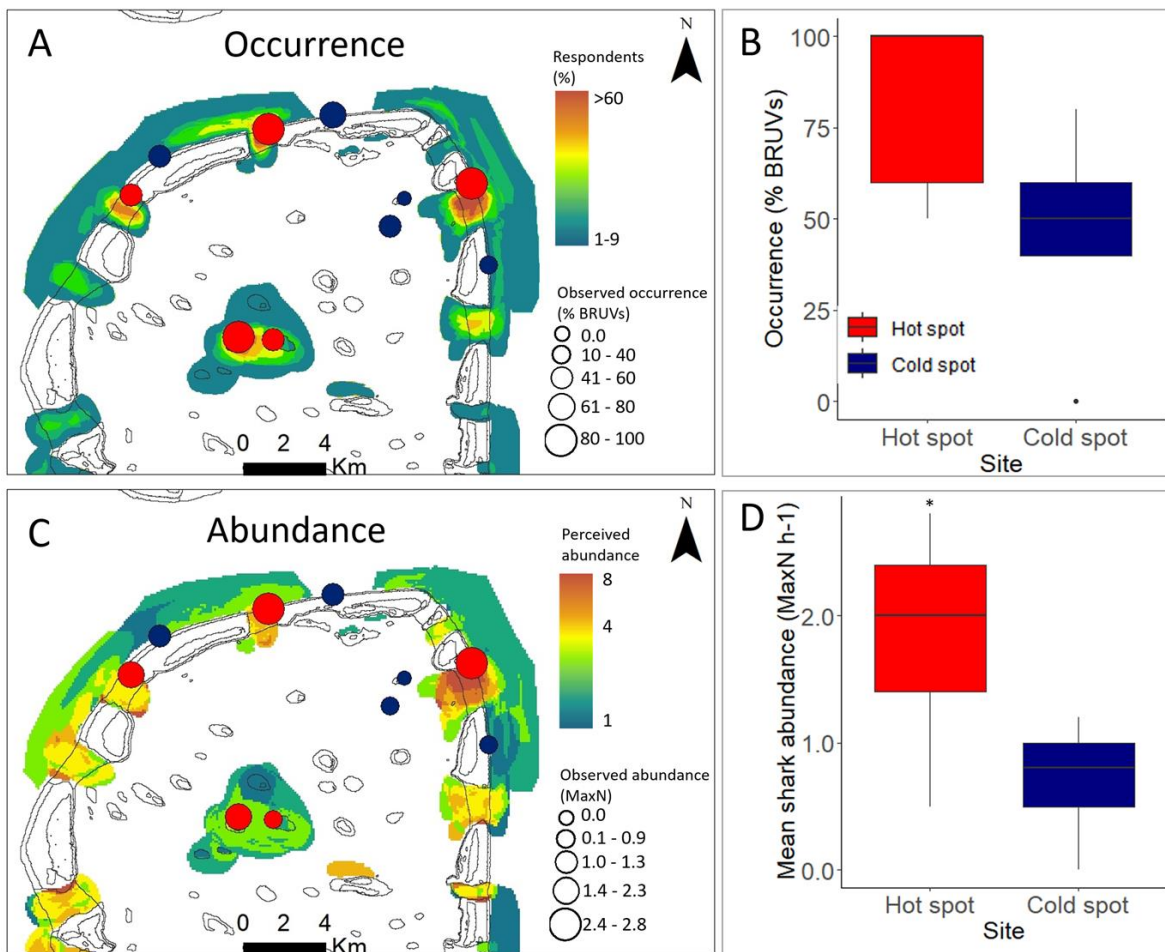 A
Occurrence
N
Respondents
(%)
>60
1-9
Observed occurrence
(% BRUVs)
0.0
10 - 40
41 - 60
61 - 80
80 - 100
0 2 4
Km
B
Occurrence (% BRUVs)
100
75
50
25
0
Hot spot
Cold spot
Hot spot Cold spot
Site
C
Abundance
N
Perceived
abundance
8
4
1
Observed abundance
(MaxN)
0.0
0.1 - 0.9
1.0 - 1.3
1.4 - 2.3
2.4 - 2.8
0 2 4
Km
D
Mean shark abundance (MaxN h-1)
*
2.0
1.0
0.0
Hot spot Cold spot
Site